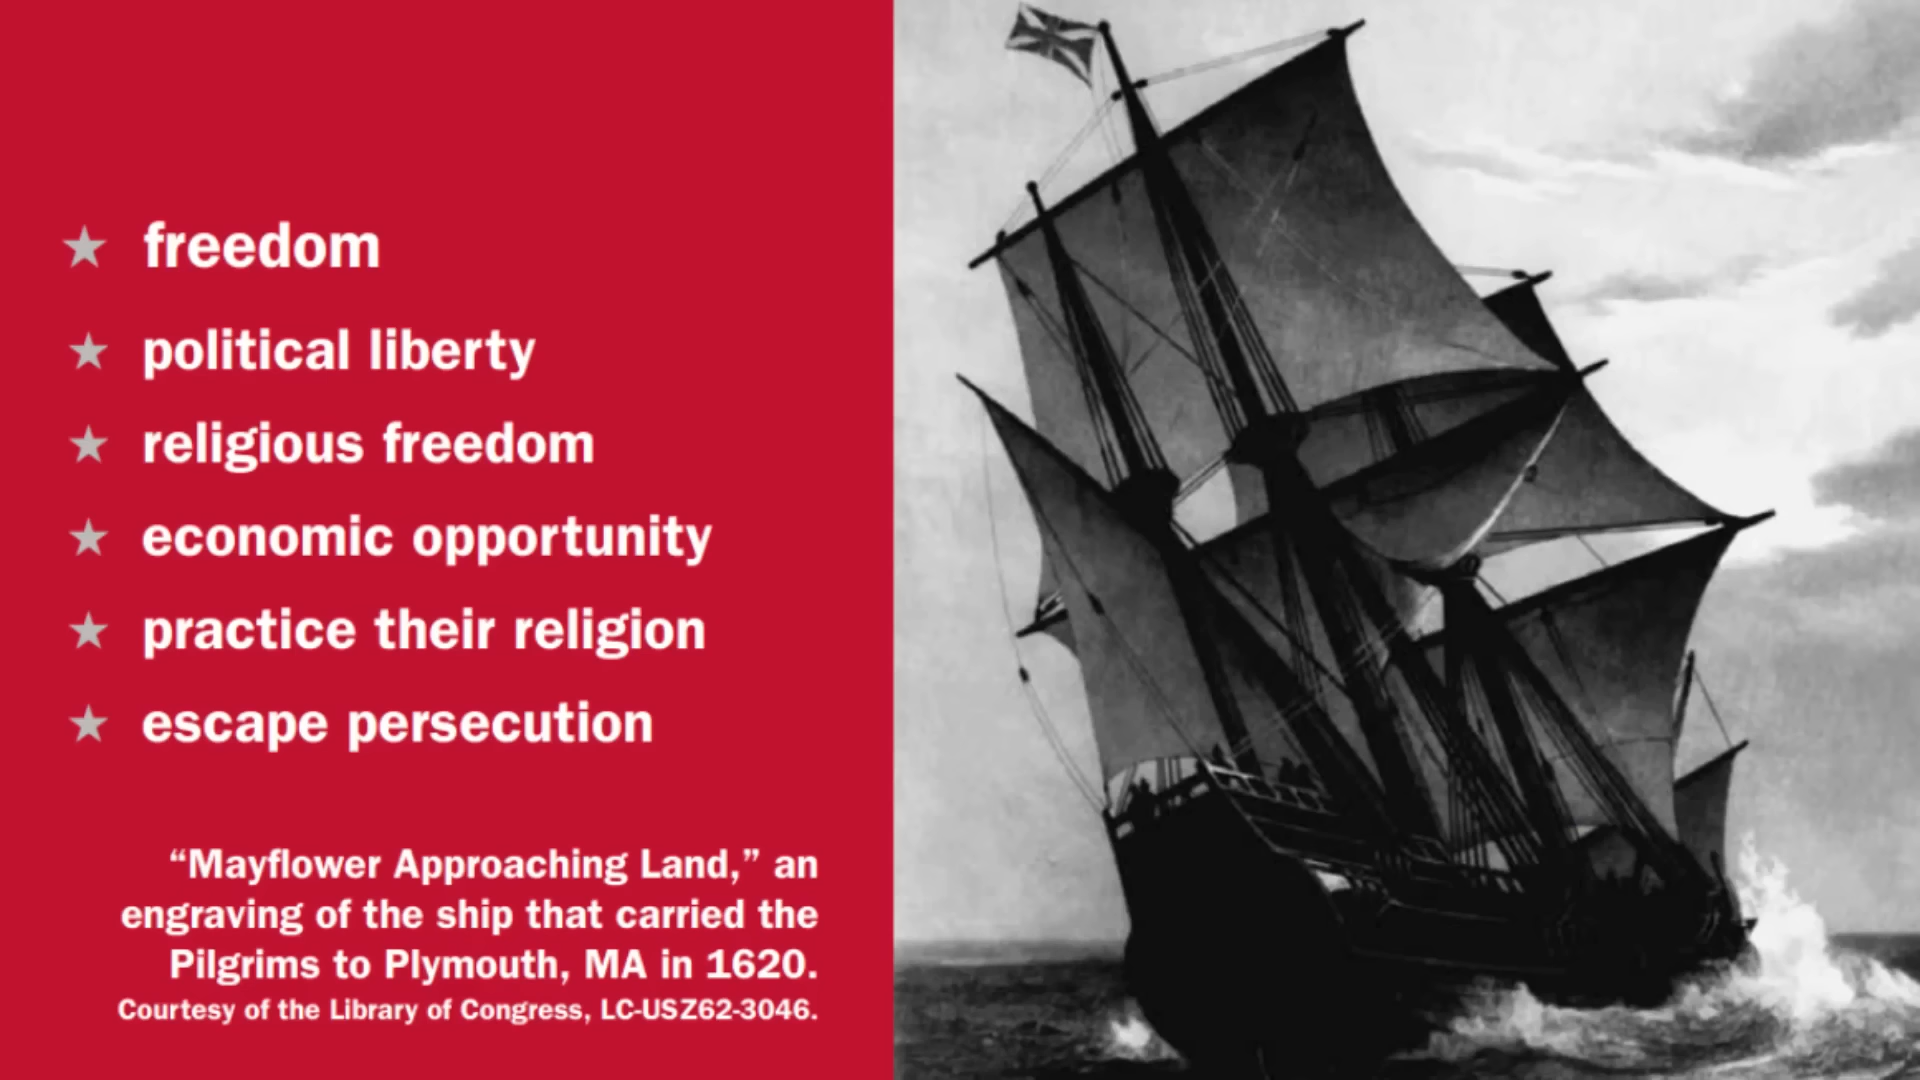 freedom
political liberty
religious freedom
economic opportunity
practice their religion
escape persecution
“Mayflower Approaching Land,” an
engraving of the ship that carried the
Pilgrims to Plymouth, MA in 1620.
Courtesy of the Library of Congress, LC-USZ62-3046.